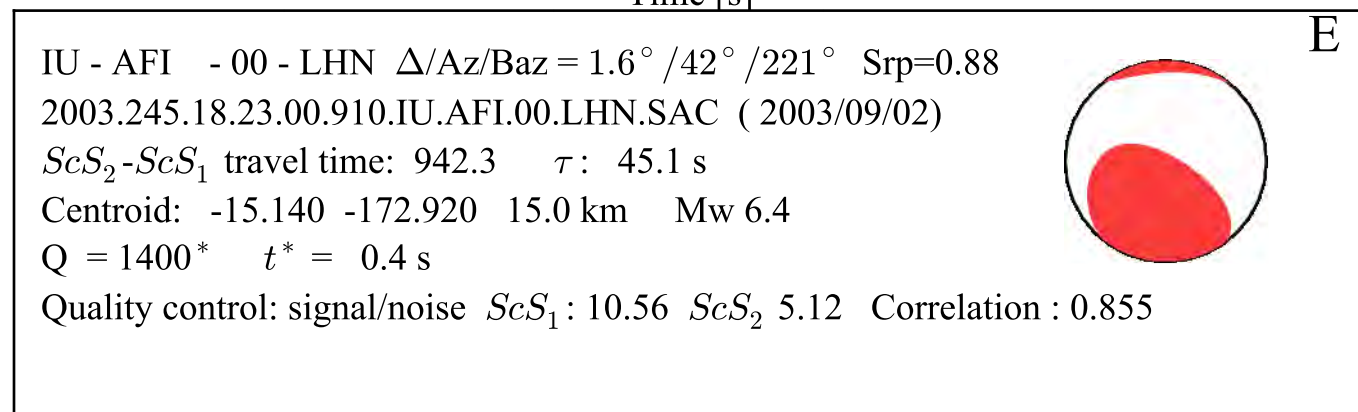 Time [s]
E
IU - AFI - 00 - LHN Δ/Az/Baz = 1.6° /42° /221° Srp=0.88
2003.245.18.23.00.910.IU.AFI.00.LHN.SAC ( 2003/09/02)
ScS₂-ScS₁ travel time: 942.3 τ : 45.1 s
Centroid: -15.140 -172.920 15.0 km Mw 6.4
Q = 1400* t* = 0.4 s
Quality control: signal/noise ScS₁: 10.56 ScS₂ 5.12 Correlation : 0.855